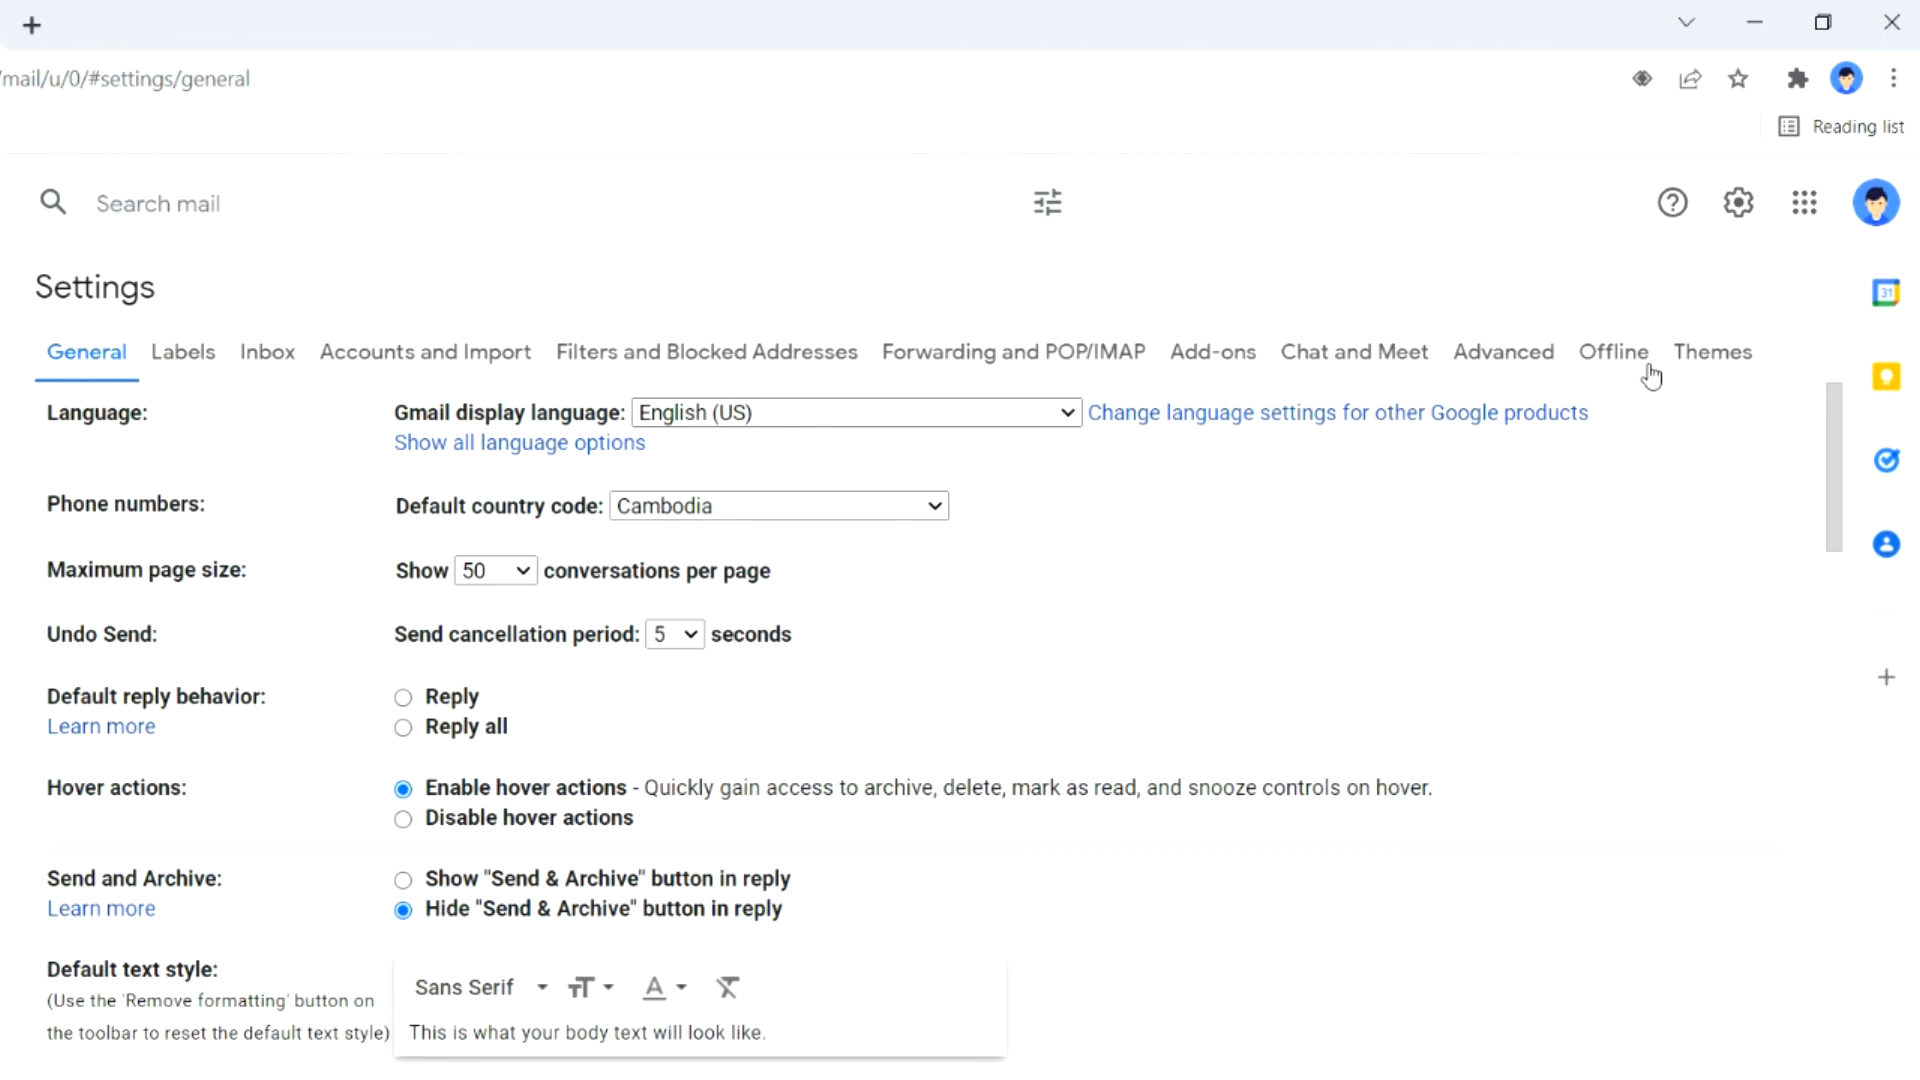 /mail/u/0/#settings/general
Reading list
Search mail
Settings
General Labels Inbox Accounts and Import Filters and Blocked Addresses Forwarding and POP/IMAP Add-ons Chat and Meet Advanced Offline Themes
31
Language:
Gmail display language: English (US) Change language settings for other Google products
Show all language options
Phone numbers:
Default country code: Cambodia
Maximum page size:
Show 50 conversations per page
Undo Send:
Send cancellation period: 5 seconds
Default reply behavior:
Learn more
Reply
Reply all
Hover actions:
Enable hover actions - Quickly gain access to archive, delete, mark as read, and snooze controls on hover.
Disable hover actions
Send and Archive:
Learn more
Show "Send & Archive" button in reply
Hide "Send & Archive" button in reply
Default text style:
(Use the 'Remove formatting' button on
the toolbar to reset the default text style)
Sans Serif
This is what your body text will look like.